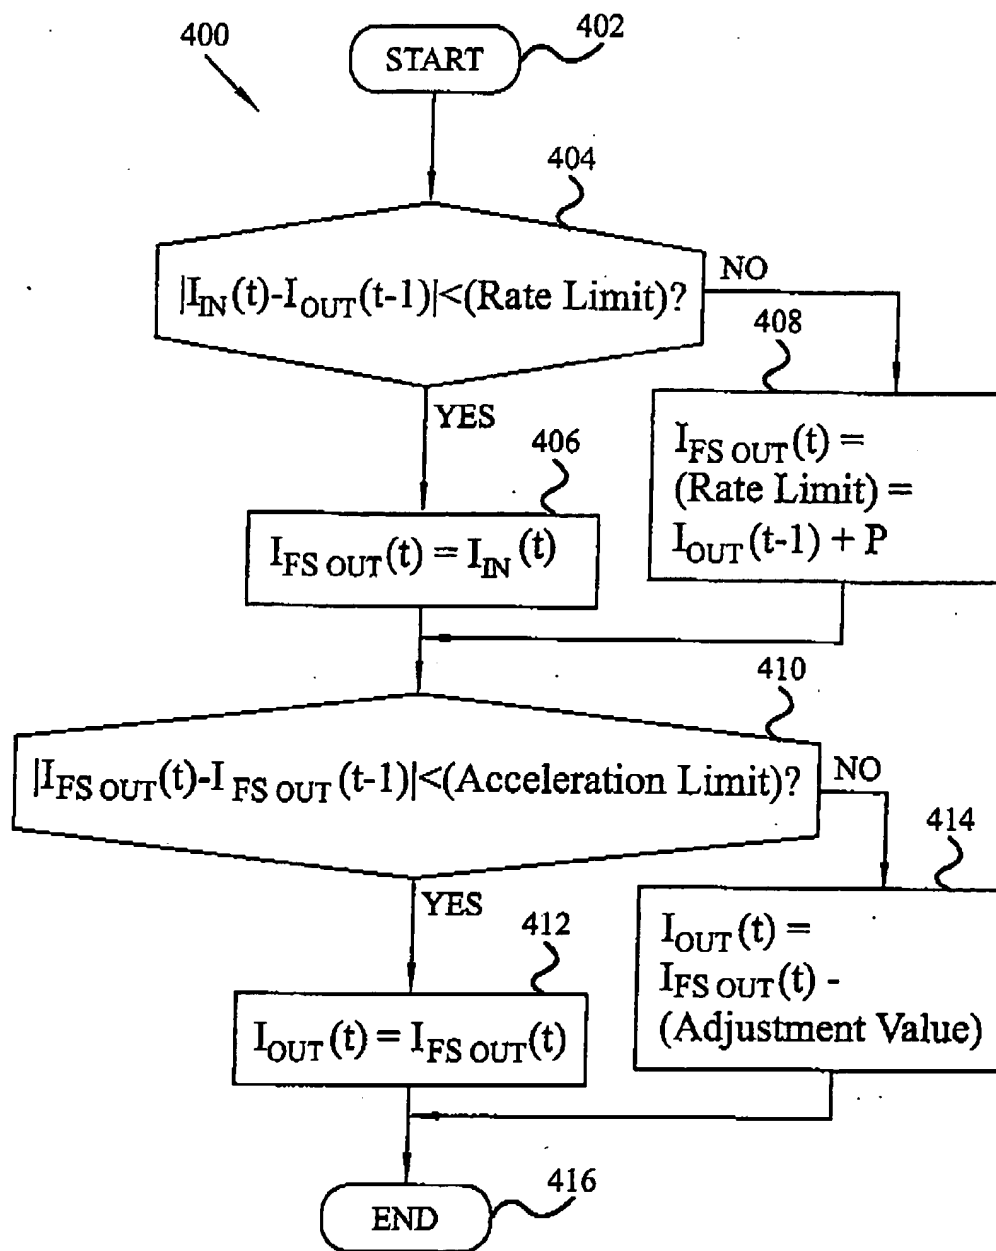 400
START
402
404
|I_IN(t)-I_OUT(t-1)|<(Rate Limit)?
NO
408
I_FS OUT(t) =
(Rate Limit) =
I_OUT(t-1) + P
YES
406
I_FS OUT(t) = I_IN(t)
410
|I_FS OUT(t)-I_FS OUT(t-1)|<(Acceleration Limit)?
NO
414
I_OUT(t) =
I_FS OUT(t) -
(Adjustment Value)
YES
412
I_OUT(t) = I_FS OUT(t)
END
416